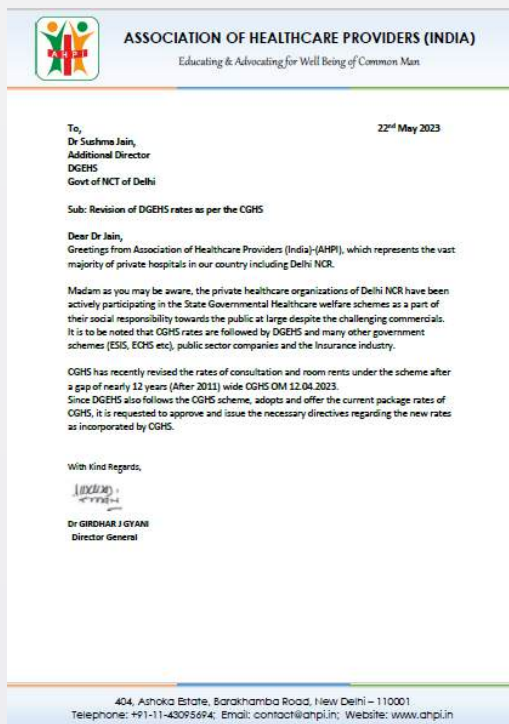 AHPI
ASSOCIATION OF HEALTHCARE PROVIDERS (INDIA)
Educating & Advocating for Well Being of Common Man
To,
22nd May 2023
Dr Sushma Jain,
Additional Director
DGEHS
Govt of NCT of Delhi
Sub: Revision of DGEHS rates as per the CGHS
Dear Dr Jain,
Greetings from Association of Healthcare Providers (India)-(AHPI), which represents the vast
majority of private hospitals in our country including Delhi NCR.
Madam as you may be aware, the private healthcare organizations of Delhi NCR have been
actively participating in the State Governmental Healthcare welfare schemes as a part
of their social responsibility towards the public at large despite the challenging commercials.
It is to be noted that CGHS rates are followed by DGEHS and many other government
schemes (ESIS, ECHS etc), public sector companies and the Insurance industry.
CGHS has recently revised the rates of consultation and room rents under the scheme after
a gap of nearly 12 years (After 2011) wide CGHS OM 12.04.2023.
Since DGEHS also follows the CGHS scheme, adopts and offer the current package rates of
CGHS, it is requested to approve and issue the necessary directives regarding the new rates
as incorporated by CGHS.
With Kind Regards,
Dr GIRDHAR J GYANI
Director General
404, Ashoka Estate, Barakhamba Road, New Delhi – 110001
Telephone: +91-11-43095694; Email: contact@ahpi.in; Website: www.ahpi.in